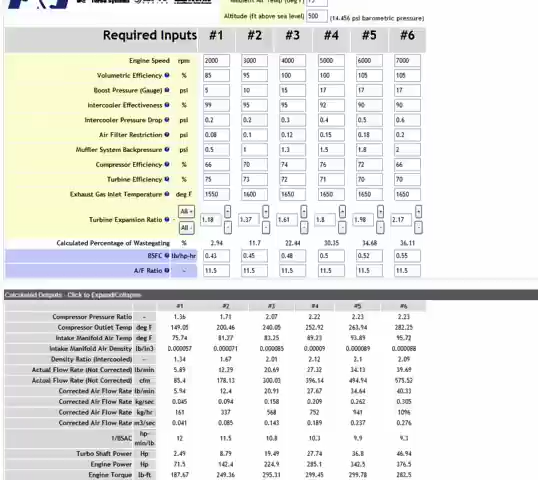 Turbo Systems
Ambient Air Temp (deg F) 75
Altitude (ft above sea level) 500 (14.456 psi barometric pressure)
Required Inputs #1 #2 #3 #4 #5 #6
Engine Speed rpm 2000 3000 4000 5000 6000 7000
Volumetric Efficiency % 85 95 100 100 105 105
Boost Pressure (Gauge) psi 5 10 15 17 17 17
Intercooler Effectiveness % 99 95 95 92 90 90
Intercooler Pressure Drop psi 0.2 0.2 0.3 0.4 0.5 0.6
Air Filter Restriction psi 0.08 0.1 0.12 0.15 0.18 0.2
Muffler System Backpressure psi 0.5 1 1.3 1.5 1.8 2
Compressor Efficiency % 66 70 74 76 72 66
Turbine Efficiency % 75 73 72 71 70 70
Exhaust Gas Inlet Temperature deg F 1550 1600 1650 1650 1650 1650
All + + + + + + +
Turbine Expansion Ratio - 1.18 1.37 1.61 1.8 1.98 2.17
All - - - - - - -
Calculated Percentage of Wastegating % 2.94 11.7 22.44 30.35 34.68 36.11
BSFC lb/hp-hr 0.43 0.45 0.48 0.5 0.52 0.55
A/F Ratio - 11.5 11.5 11.5 11.5 11.5 11.5
Calculated Outputs - Click to Expand/Collapse
#1 #2 #3 #4 #5 #6
Compressor Pressure Ratio -- 1.36 1.71 2.07 2.22 2.23 2.23
Compressor Outlet Temp deg F 149.05 200.46 240.05 252.92 263.94 282.25
Intake Manifold Air Temp deg F 75.74 81.27 83.25 89.23 93.89 95.72
Intake Manifold Air Density lb/in3 0.000057 0.000071 0.000085 0.00009 0.000089 0.000088
Density Ratio (Intercooled) -- 1.34 1.67 2.01 2.12 2.1 2.09
Actual Flow Rate (Not Corrected) lb/min 5.89 12.29 20.69 27.32 34.13 39.69
Actual Flow Rate (Not Corrected) cfm 85.4 178.13 300.03 396.14 494.94 575.52
Corrected Air Flow Rate lb/min 5.94 12.4 20.91 27.67 34.64 40.33
Corrected Air Flow Rate kg/sec 0.045 0.094 0.158 0.209 0.262 0.305
Corrected Air Flow Rate kg/hr 161 337 568 752 941 1096
Corrected Air Flow Rate m3/sec 0.041 0.085 0.143 0.189 0.237 0.276
1/BSAC hp-min/lb 12 11.5 10.8 10.3 9.9 9.3
Turbo Shaft Power Hp 2.49 8.79 19.49 27.74 36.8 46.94
Engine Power Hp 71.5 142.4 224.9 285.1 342.5 376.5
Engine Torque lb-ft 187.67 249.36 295.31 299.45 299.78 282.5